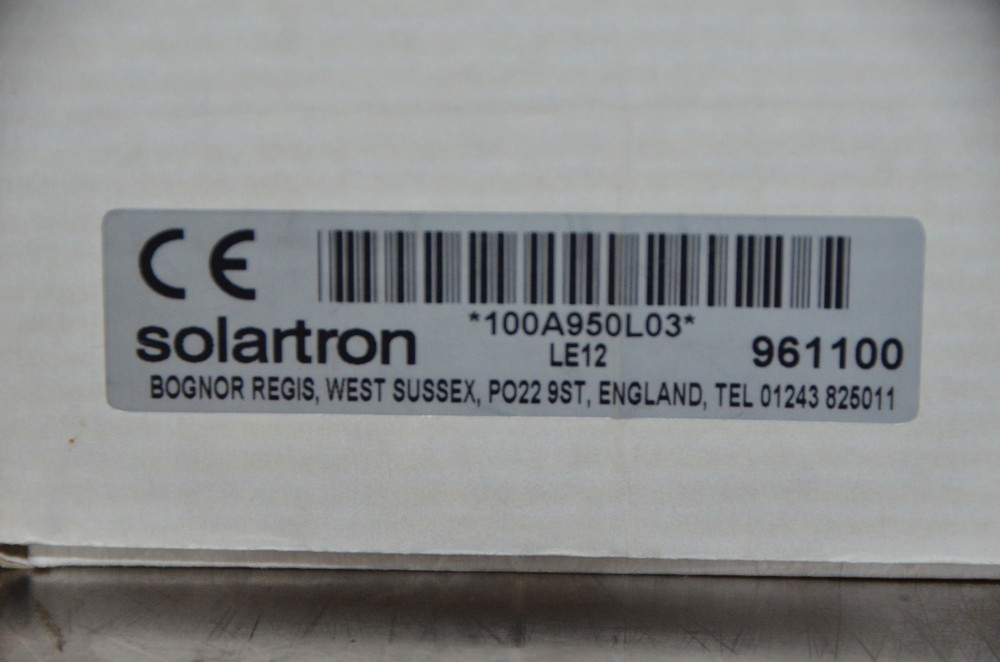 CE
*100A950L03*
solartron
LE12
961100
BOGNOR REGIS, WEST SUSSEX, PO22 9ST, ENGLAND, TEL 01243 825011